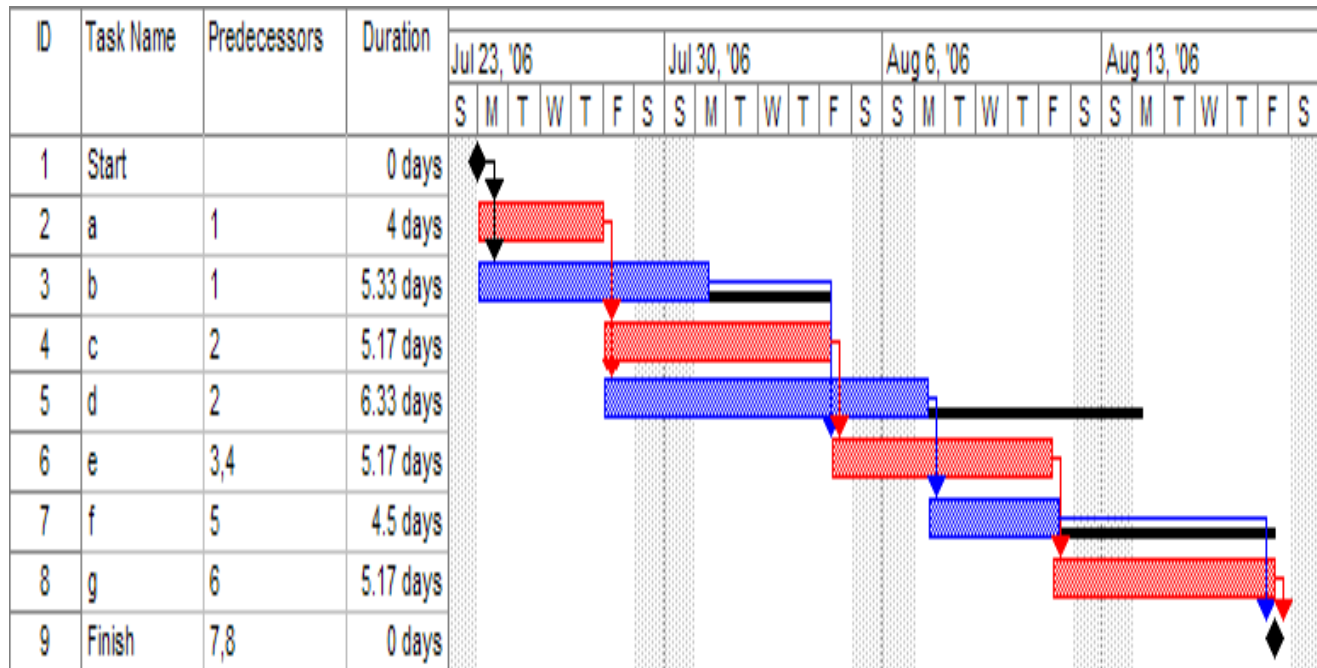 ID Task Name Predecessors Duration
Jul 23, '06 Jul 30, '06 Aug 6, '06 Aug 13, '06
S M T W T F S S M T W T F S S M T W T F S S M T W T F S
1 Start 0 days
2 a 1 4 days
3 b 1 5.33 days
4 c 2 5.17 days
5 d 2 6.33 days
6 e 3,4 5.17 days
7 f 5 4.5 days
8 g 6 5.17 days
9 Finish 7,8 0 days